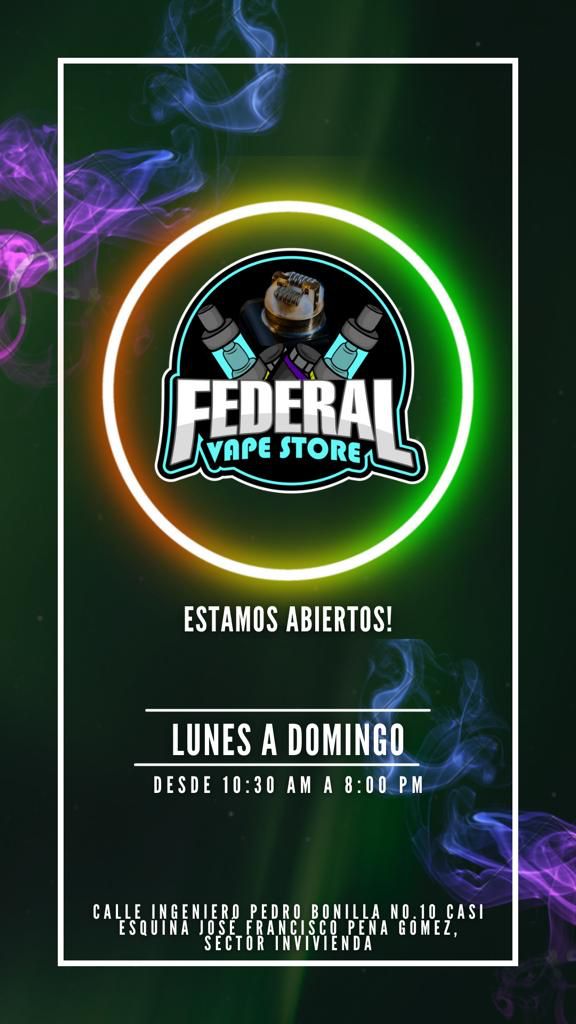 FEDERAL
VAPE STORE
ESTAMOS ABIERTOS!
LUNES A DOMINGO
DESDE 10:30 AM A 8:00 PM
CALLE INGENIERO PEDRO BONILLA NO.10 CASI
ESQUINA JOSÉ FRANCISCO PEÑA GÓMEZ,
SECTOR INVIVIENDA